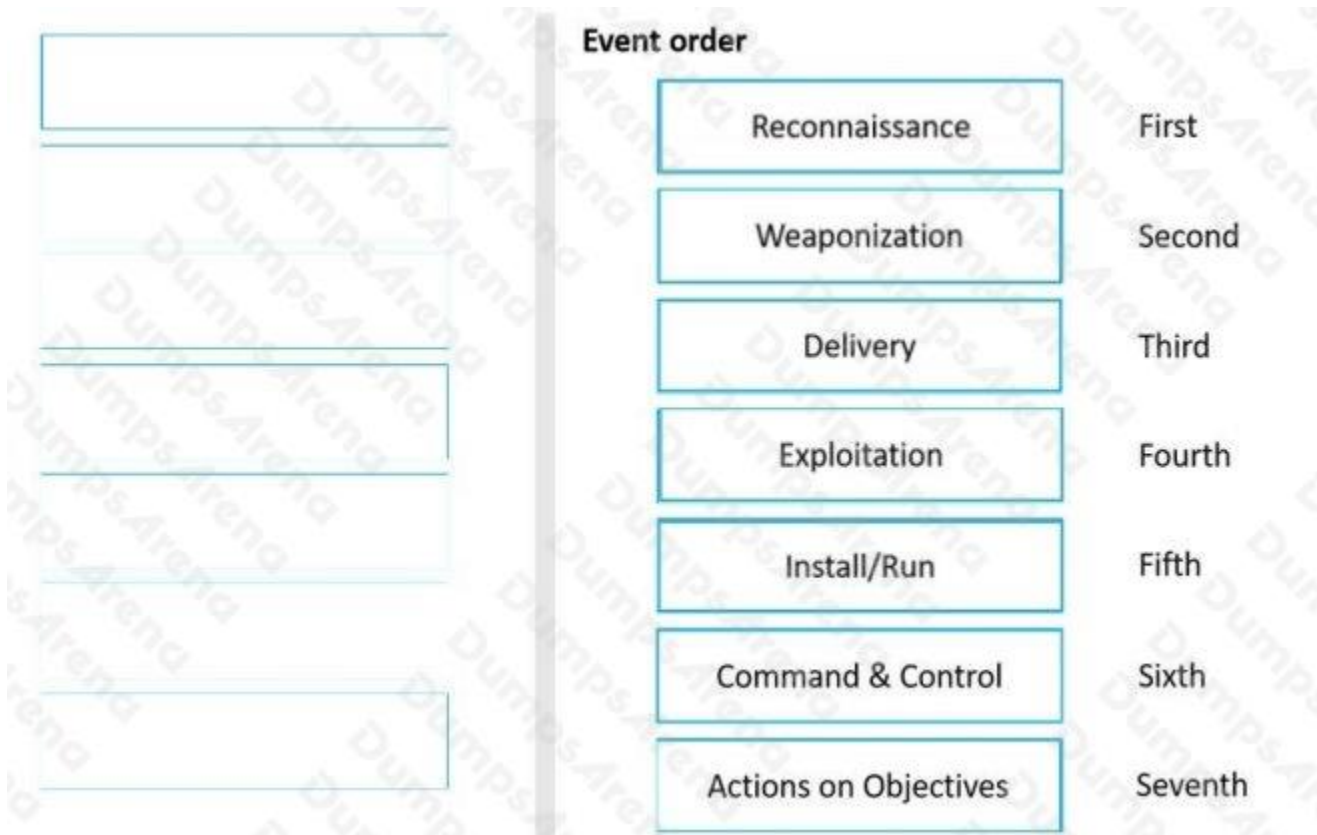 Event order
Reconnaissance First
Weaponization Second
Delivery Third
Exploitation Fourth
Install/Run Fifth
Command & Control Sixth
Actions on Objectives Seventh
DumpsArena